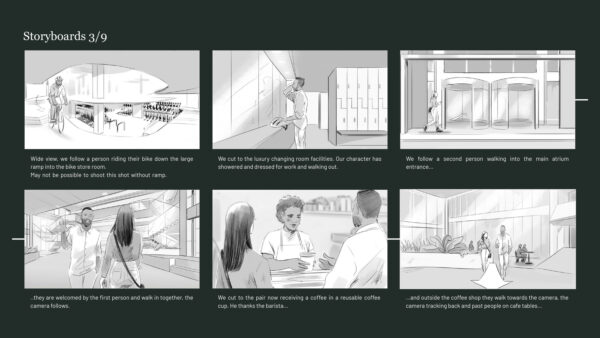 Storyboards 3/9
Wide view, we follow a person riding their bike down the large
ramp into the bike store room.
May not be possible to shoot this shot without ramp.
We cut to the luxury changing room facilities. Our character has
showered and dressed for work and walking out.
We follow a second person walking into the main atrium
entrance...
..they are welcomed by the first person and walk in together, the
camera follows.
We cut to the pair now receiving a coffee in a reusable coffee
cup. He thanks the barista...
...and outside the coffee shop they walk towards the camera, the
camera tracking back and past people on cafe tables...